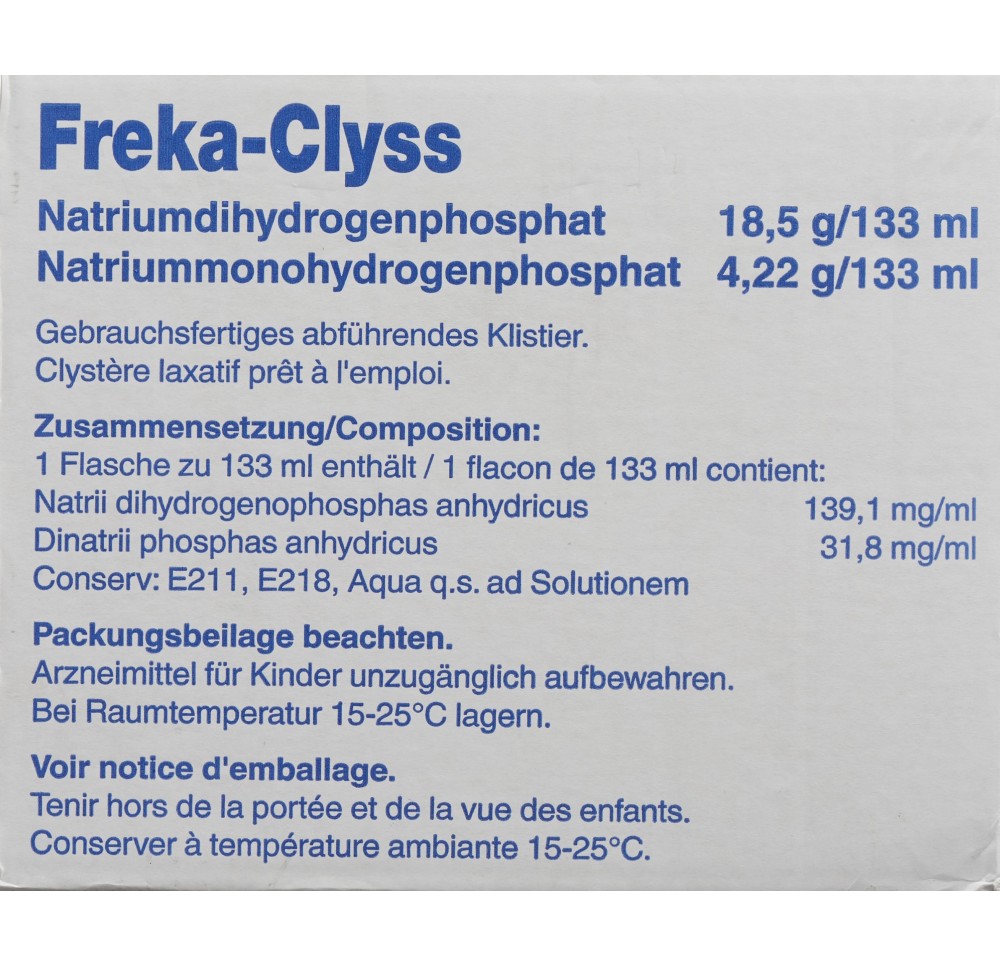 Freka-Clyss
Natriumdihydrogenphosphat 18,5 g/133 ml
Natriummonohydrogenphosphat 4,22 g/133 ml
Gebrauchsfertiges abführendes Klistier.
Clystère laxatif prêt à l'emploi.
Zusammensetzung/Composition:
1 Flasche zu 133 ml enthält / 1 flacon de 133 ml contient:
Natrii dihydrogenophosphas anhydricus 139,1 mg/ml
Dinatrii phosphas anhydricus 31,8 mg/ml
Conserv: E211, E218, Aqua q.s. ad Solutionem
Packungsbeilage beachten.
Arzneimittel für Kinder unzugänglich aufbewahren.
Bei Raumtemperatur 15-25°C lagern.
Voir notice d'emballage.
Tenir hors de la portée et de la vue des enfants.
Conserver à température ambiante 15-25°C.